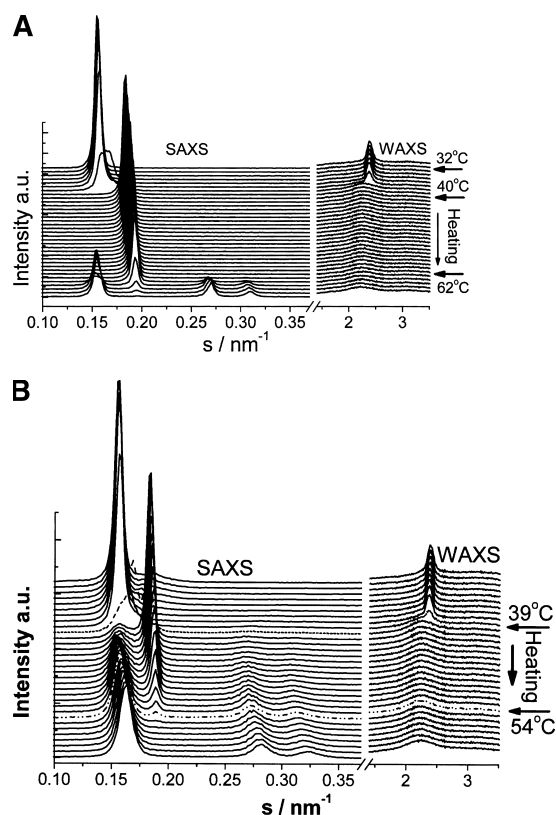 A
SAXS
WAXS
32°C
40°C
Heating
62°C
Intensity a.u.
0.10 0.15 0.20 0.25 0.30 0.35 2 3
s / nm⁻¹
B
SAXS
WAXS
39°C
Heating
54°C
Intensity a.u.
0.10 0.15 0.20 0.25 0.30 0.35 2 3
s / nm⁻¹